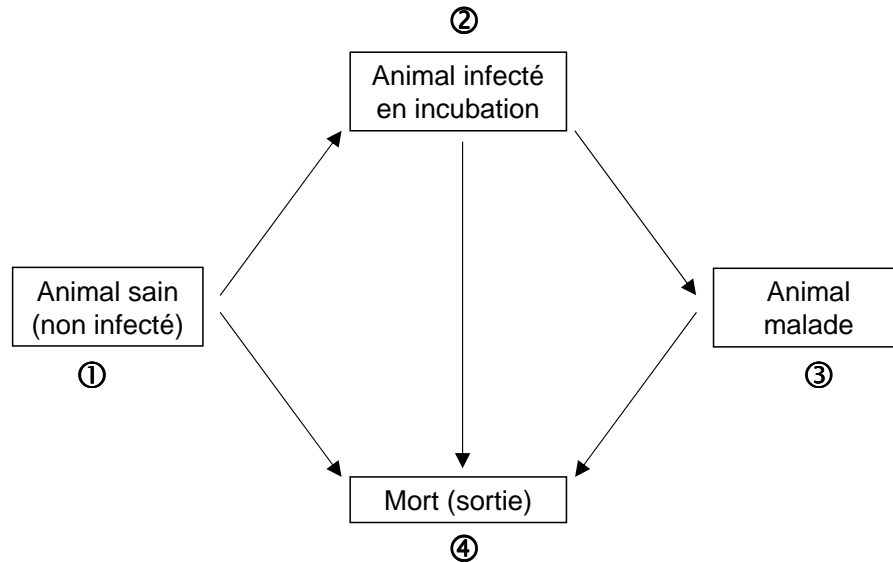 ②
Animal infecté
en incubation
Animal sain
(non infecté)
①
Animal
malade
③
Mort (sortie)
④